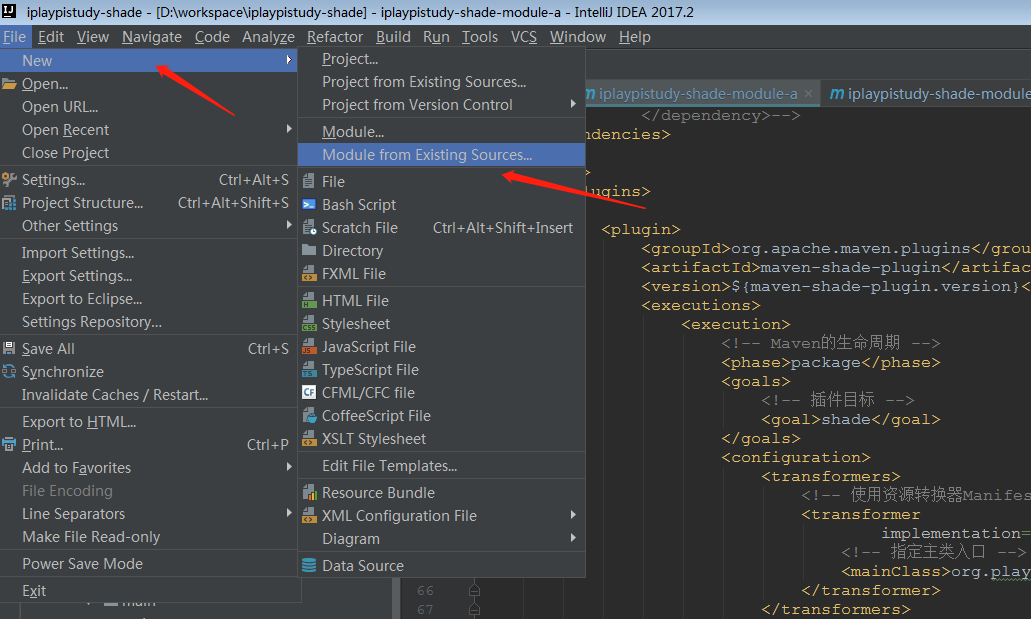 iplaypistudy-shade - [D:\workspace\iplaypistudy-shade] - iplaypistudy-shade-module-a - IntelliJ IDEA 2017.2
File Edit View Navigate Code Analyze Refactor Build Run Tools VCS Window Help
New
Open...
Open URL...
Open Recent
Close Project
Settings... Ctrl+Alt+S
Project Structure... Ctrl+Alt+Shift+S
Other Settings
Import Settings...
Export Settings...
Export to Eclipse...
Settings Repository...
Save All Ctrl+S
Synchronize
Invalidate Caches / Restart...
Export to HTML...
Print... Ctrl+P
Add to Favorites
File Encoding
Line Separators
Make File Read-only
Power Save Mode
Exit
main
Project...
Project from Existing Sources...
Project from Version Control
Module...
Module from Existing Sources...
File
Bash Script
Scratch File Ctrl+Alt+Shift+Insert
Directory
FXML File
HTML File
Stylesheet
JavaScript File
TypeScript File
CFML/CFC file
CoffeeScript File
XSLT Stylesheet
Edit File Templates...
Resource Bundle
XML Configuration File
Diagram
Data Source
iplaypistudy-shade-module-a iplaypistudy-shade-module
</dependency>-->
ndencies>
>
lugins>
<plugin>
<groupId>org.apache.maven.plugins</grou
<artifactId>maven-shade-plugin</artifac
<version>${maven-shade-plugin.version}<
<executions>
<execution>
<!-- Maven的生命周期 -->
<phase>package</phase>
<goals>
<!-- 插件目标 -->
<goal>shade</goal>
</goals>
<configuration>
<transformers>
<!-- 使用资源转换器Manifes
<transformer
implementation=
<!-- 指定主类入口 -->
<mainClass>org.play
66 </transformer>
67 </transformers>